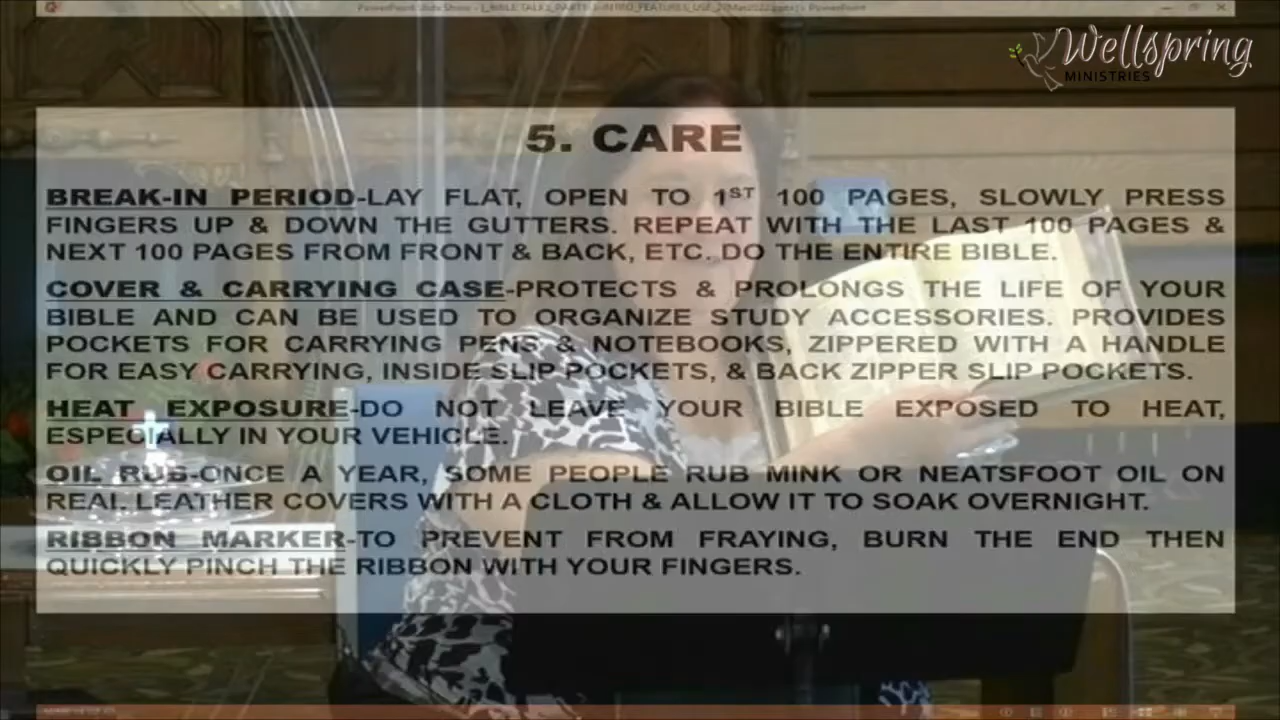 Wellspring
MINISTRIES
5. CARE
BREAK-IN PERIOD-LAY FLAT, OPEN TO 1ST 100 PAGES, SLOWLY PRESS
FINGERS UP & DOWN THE GUTTERS. REPEAT WITH THE LAST 100 PAGES &
NEXT 100 PAGES FROM FRONT & BACK, ETC. DO THE ENTIRE BIBLE.
COVER & CARRYING CASE-PROTECTS & PROLONGS THE LIFE OF YOUR
BIBLE AND CAN BE USED TO ORGANIZE STUDY ACCESSORIES. PROVIDES
POCKETS FOR CARRYING PENS & NOTEBOOKS, ZIPPERED WITH A HANDLE
FOR EASY CARRYING, INSIDE SLIP POCKETS, & BACK ZIPPER SLIP POCKETS.
HEAT EXPOSURE-DO NOT LEAVE YOUR BIBLE EXPOSED TO HEAT,
ESPECIALLY IN YOUR VEHICLE.
OIL RUB-ONCE A YEAR, SOME PEOPLE RUB MINK OR NEATSFOOT OIL ON
REAL LEATHER COVERS WITH A CLOTH & ALLOW IT TO SOAK OVERNIGHT.
RIBBON MARKER-TO PREVENT FROM FRAYING, BURN THE END THEN
QUICKLY PINCH THE RIBBON WITH YOUR FINGERS.